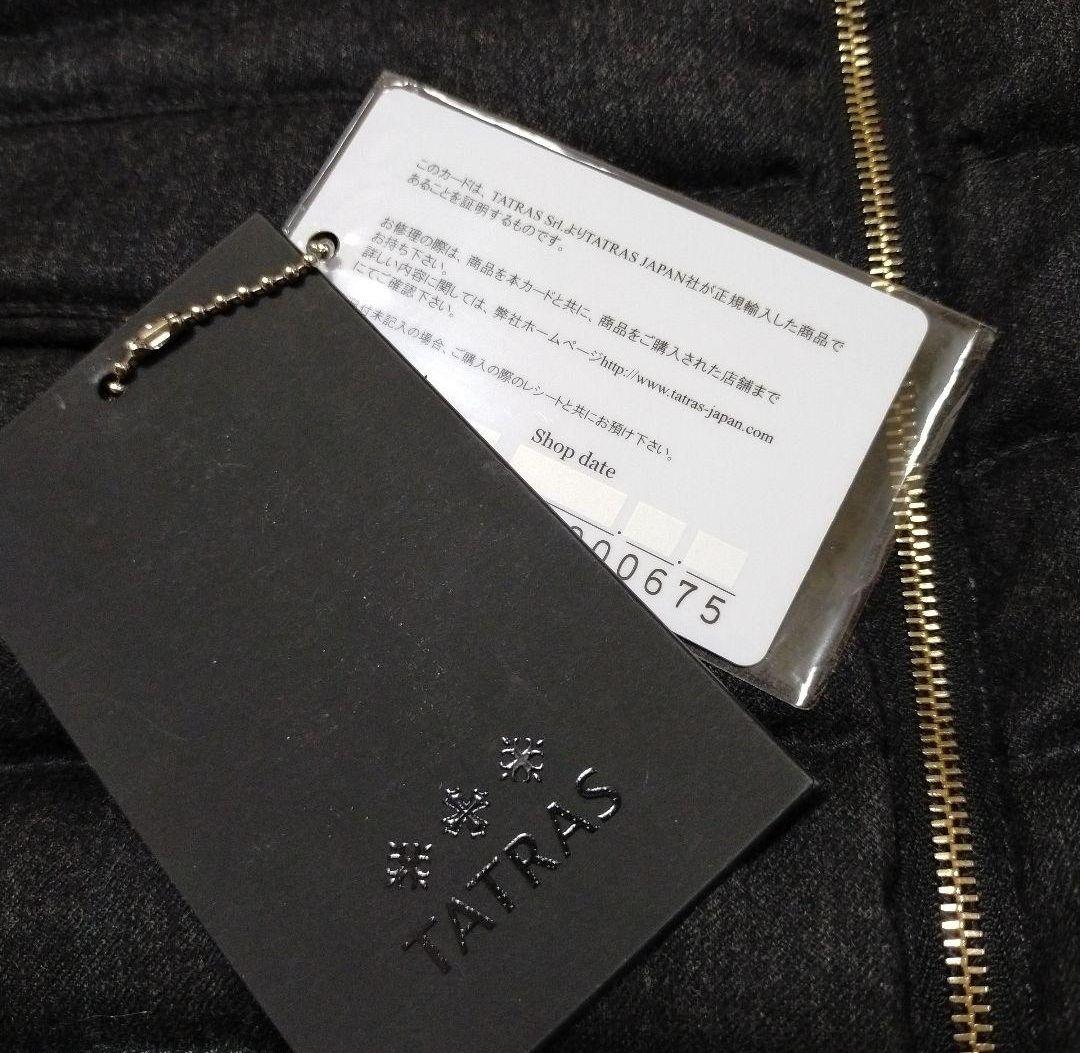 このカードは、TATRAS Srl.よりTATRAS JAPAN社が正規輸入した商品で
あることを証明するものです。
お修理の際は、商品を本カードと共に、商品をご購入された店舗まで
お持ち下さい。
詳しい内容に関しては、弊社ホームページhttp://www.tatras-japan.com
にてご確認下さい。
付未記入の場合、ご購入の際のレシートと共にお預け下さい。
Shop date
000675
TATRAS